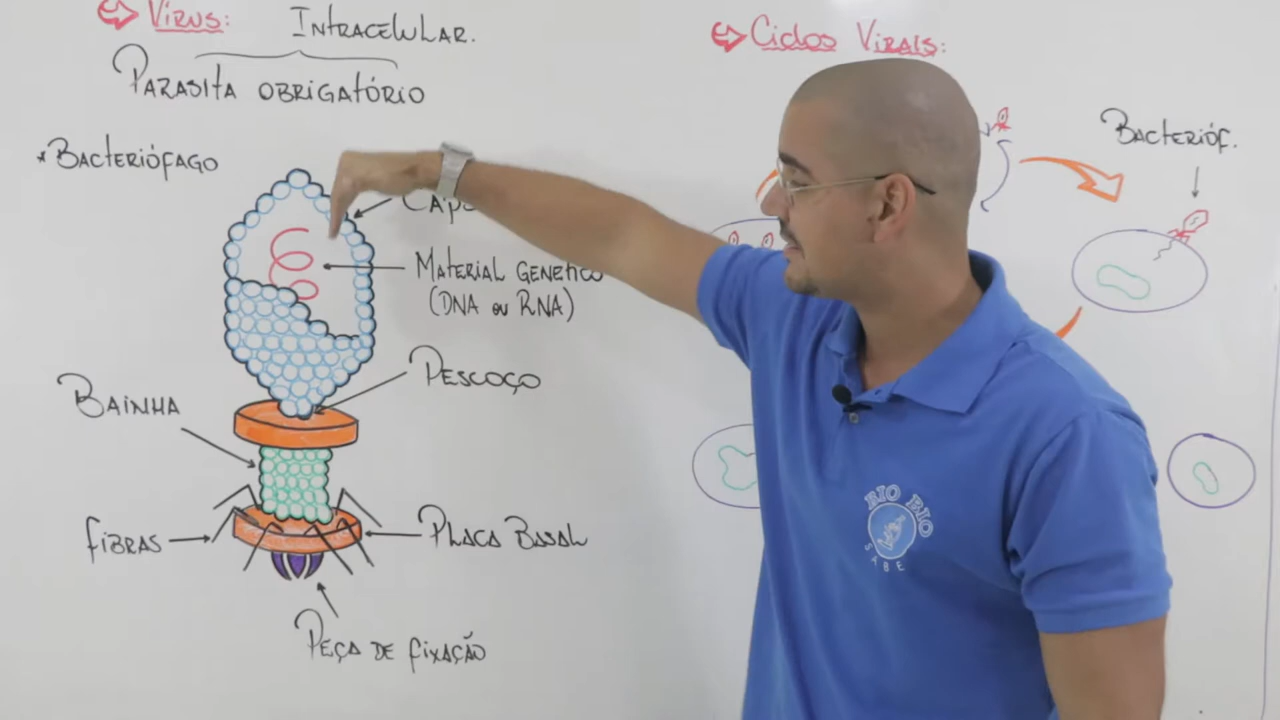 Vírus:
Intracelular.
Parasita obrigatório
* Bacteriófago
Material genético
(DNA ou RNA)
Pescoço
Bainha
Fibras
Placa Basal
Peça de fixação
Ciclos Virais:
Bacterióf.
BIO BIO
SABE